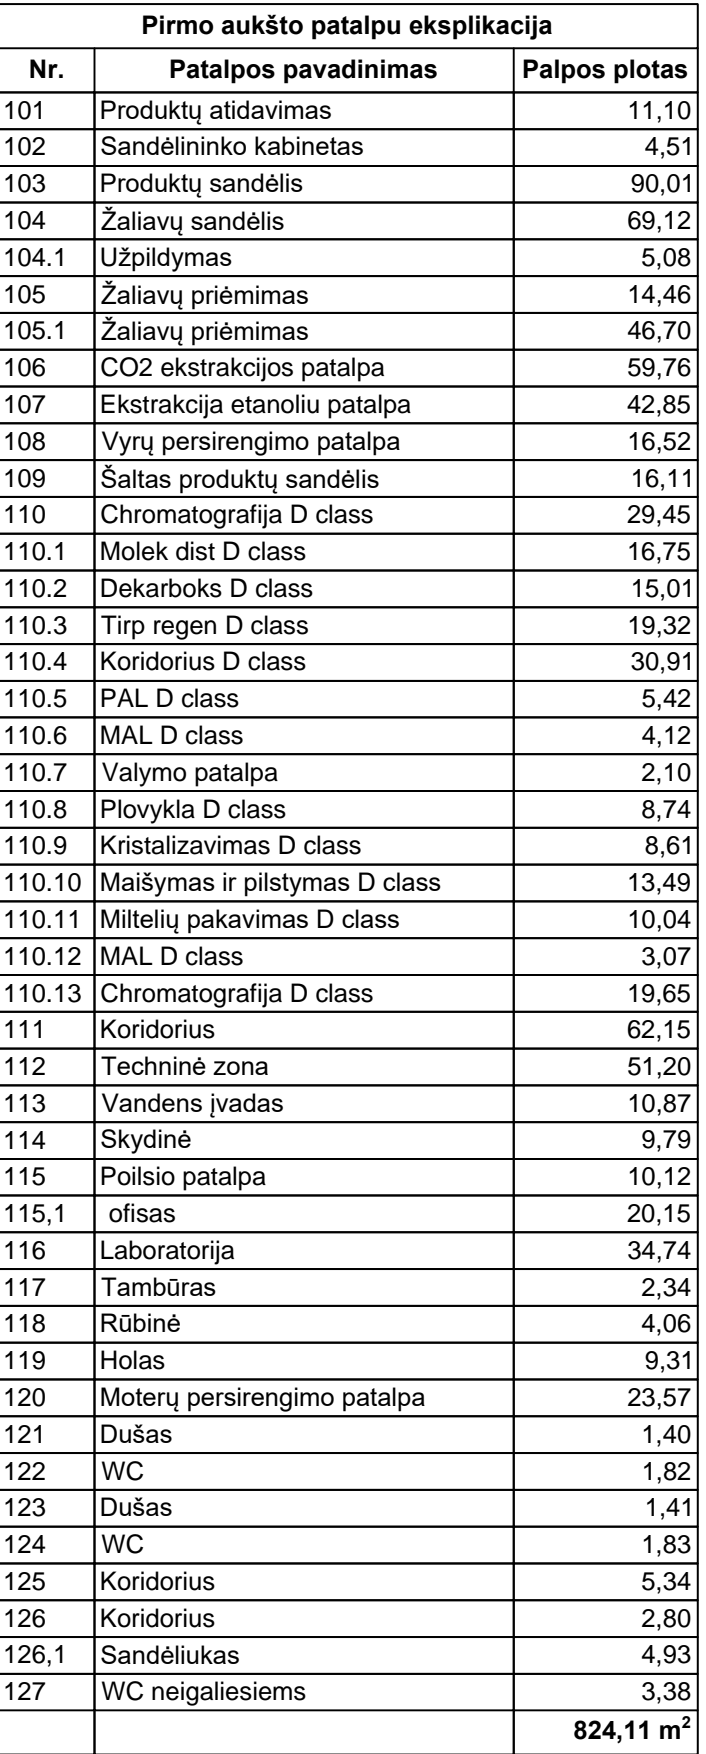 Pirmo aukšto patalpu eksplikacija
Nr. Patalpos pavadinimas Palpos plotas
101 Produktų atidavimas 11,10
102 Sandėlininko kabinetas 4,51
103 Produktų sandėlis 90,01
104 Žaliavų sandėlis 69,12
104.1 Užpildymas 5,08
105 Žaliavų priėmimas 14,46
105.1 Žaliavų priėmimas 46,70
106 CO2 ekstrakcijos patalpa 59,76
107 Ekstrakcija etanoliu patalpa 42,85
108 Vyrų persirengimo patalpa 16,52
109 Šaltas produktų sandėlis 16,11
110 Chromatografija D class 29,45
110.1 Molek dist D class 16,75
110.2 Dekarboks D class 15,01
110.3 Tirp regen D class 19,32
110.4 Koridorius D class 30,91
110.5 PAL D class 5,42
110.6 MAL D class 4,12
110.7 Valymo patalpa 2,10
110.8 Plovykla D class 8,74
110.9 Kristalizavimas D class 8,61
110.10 Maišymas ir pilstymas D class 13,49
110.11 Miltelių pakavimas D class 10,04
110.12 MAL D class 3,07
110.13 Chromatografija D class 19,65
111 Koridorius 62,15
112 Techninė zona 51,20
113 Vandens įvadas 10,87
114 Skydinė 9,79
115 Poilsio patalpa 10,12
115,1 ofisas 20,15
116 Laboratorija 34,74
117 Tambūras 2,34
118 Rūbinė 4,06
119 Holas 9,31
120 Moterų persirengimo patalpa 23,57
121 Dušas 1,40
122 WC 1,82
123 Dušas 1,41
124 WC 1,83
125 Koridorius 5,34
126 Koridorius 2,80
126,1 Sandėliukas 4,93
127 WC neigaliesiems 3,38
824,11 m²